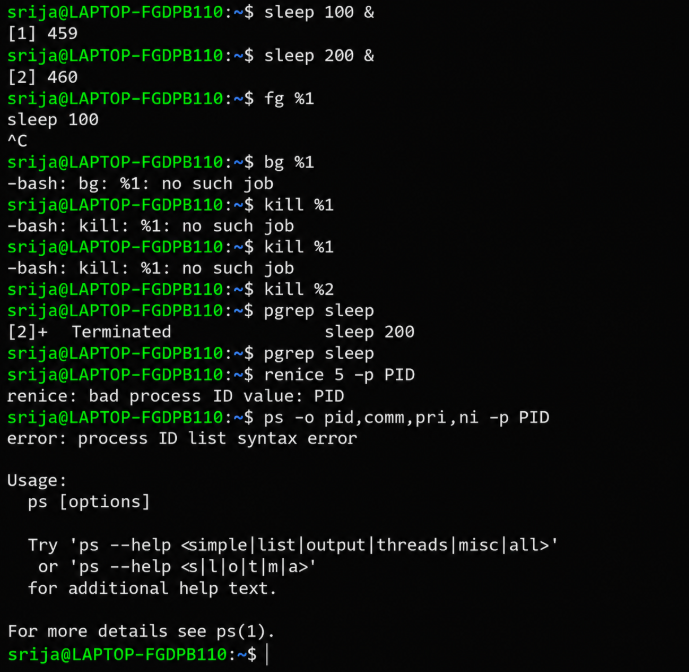 srija@LAPTOP-FGDPB110:~$ sleep 100 &
[1] 459
srija@LAPTOP-FGDPB110:~$ sleep 200 &
[2] 460
srija@LAPTOP-FGDPB110:~$ fg %1
sleep 100
^C
srija@LAPTOP-FGDPB110:~$ bg %1
-bash: bg: %1: no such job
srija@LAPTOP-FGDPB110:~$ kill %1
-bash: kill: %1: no such job
srija@LAPTOP-FGDPB110:~$ kill %1
-bash: kill: %1: no such job
srija@LAPTOP-FGDPB110:~$ kill %2
srija@LAPTOP-FGDPB110:~$ pgrep sleep
[2]+  Terminated              sleep 200
srija@LAPTOP-FGDPB110:~$ pgrep sleep
srija@LAPTOP-FGDPB110:~$ renice 5 -p PID
renice: bad process ID value: PID
srija@LAPTOP-FGDPB110:~$ ps -o pid,comm,pri,ni -p PID
error: process ID list syntax error

Usage:
  ps [options]

  Try 'ps --help <simple|list|output|threads|misc|all>'
   or 'ps --help <s|l|o|t|m|a>'
  for additional help text.

For more details see ps(1).
srija@LAPTOP-FGDPB110:~$